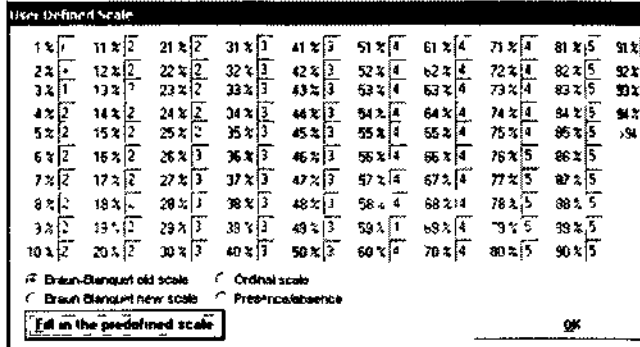 User Defined Scale
1 % r 11 % 2 21 % 2 31 % 3 41 % 3 51 % 4 61 % 4 71 % 4 81 % 5 91 %
2 % 12 % 2 22 % 2 32 % 3 42 % 3 52 % 4 62 % 4 72 % 4 82 % 5 92 %
3 % 1 13 % 2 23 % 2 33 % 3 43 % 3 53 % 4 63 % 4 73 % 4 83 % 5 93 %
4 % 2 14 % 2 24 % 2 34 % 3 44 % 3 54 % 4 64 % 4 74 % 4 84 % 5 94 %
5 % 2 15 % 2 25 % 2 35 % 3 45 % 3 55 % 4 65 % 4 75 % 4 85 % 5 >94
6 % 2 16 % 2 26 % 3 36 % 3 46 % 3 56 % 4 66 % 4 76 % 5 86 % 5
7 % 2 17 % 2 27 % 3 37 % 3 47 % 3 57 % 4 67 % 4 77 % 5 87 % 5
8 % 2 18 % 28 % 3 38 % 3 48 % 3 58 4 68 % 4 78 % 5 88 % 5
9 % 2 19 % 2 29 % 3 39 % 3 49 % 3 59 % 69 % 4 79 % 5 89 % 5
10 % 2 20 % 2 30 % 3 40 % 3 50 % 3 60 % 4 70 % 4 80 % 5 90 % 5
Braun-Blanquet old scale Ordinal scale
Braun Blanquet new scale Presence/absence
Fill in the predefined scale OK